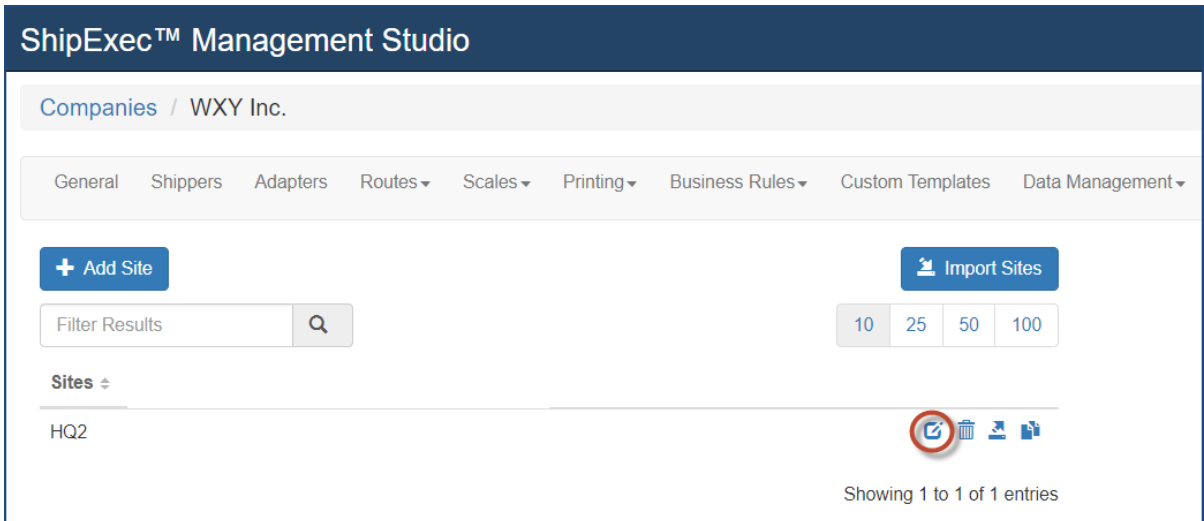 ShipExec™ Management Studio
Companies / WXY Inc.
General Shippers Adapters Routes Scales Printing Business Rules Custom Templates Data Management
Add Site Import Sites
Filter Results 10 25 50 100
Sites
HQ2
Showing 1 to 1 of 1 entries